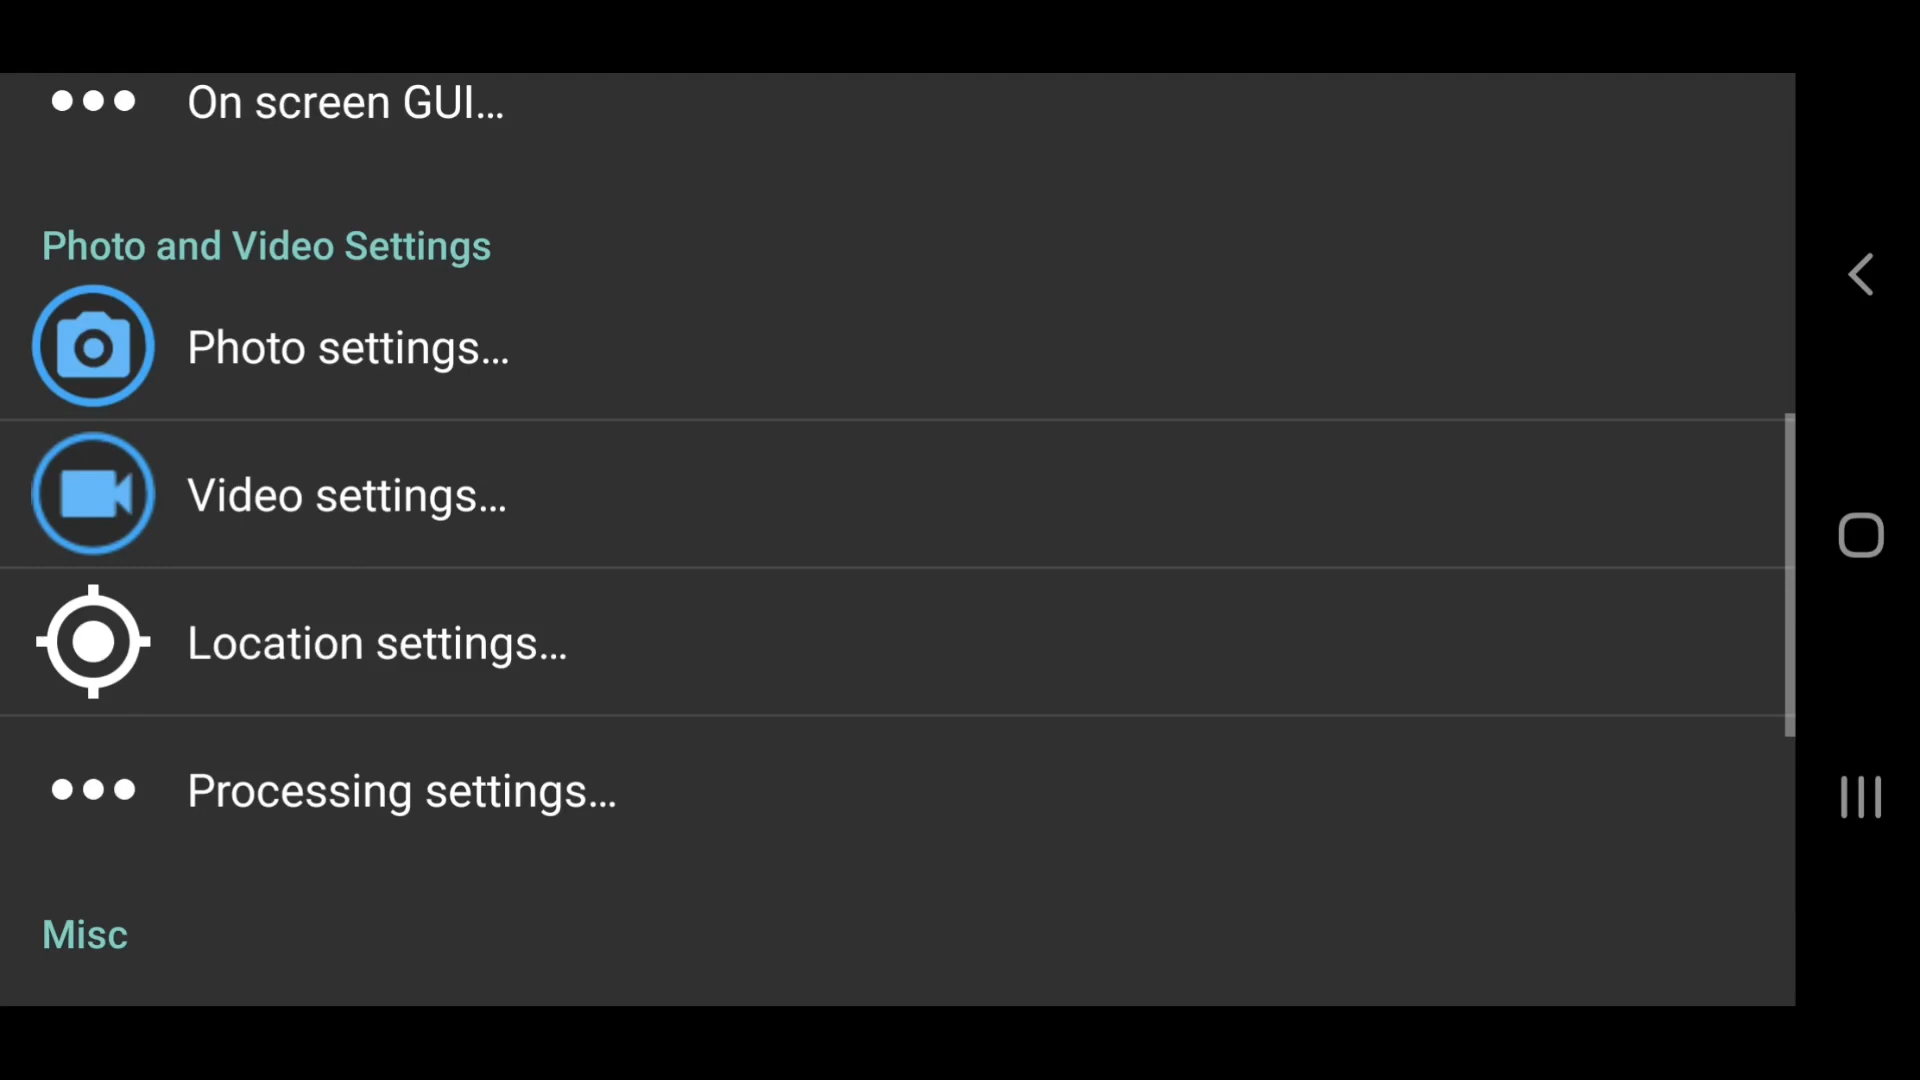 On screen GUI...
Photo and Video Settings
Photo settings...
Video settings...
Location settings...
Processing settings...
Misc